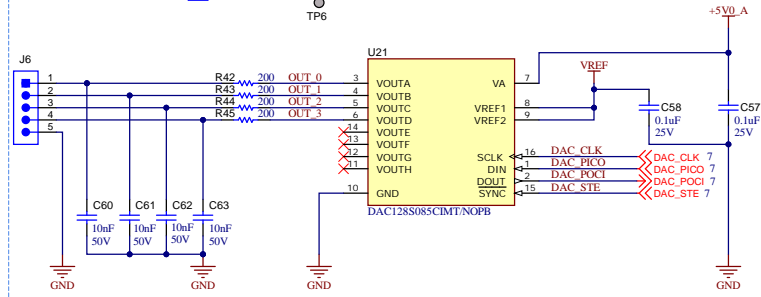 TP6
+5V0_A
J6
U21
VREF
1
2
3
4
5
R42 200 OUT_0 3 VOUTA
R43 200 OUT_1 4 VOUTB
R44 200 OUT_2 5 VOUTC
R45 200 OUT_3 6 VOUTD
14 VOUTE
13 VOUTF
12 VOUTG
11 VOUTH
10 GND
VA 7
VREF1 8
VREF2 9
SCLK 16 DAC_CLK DAC_CLK 7
DIN 1 DAC_PICO DAC_PICO 7
DOUT 2 DAC_POCI DAC_POCI 7
SYNC 15 DAC_STE DAC_STE 7
DAC128S085CIMT/NOPB
C58
0.1uF
25V
C57
0.1uF
25V
C60
10nF
50V
C61
10nF
50V
C62
10nF
50V
C63
10nF
50V
GND
GND
GND
GND